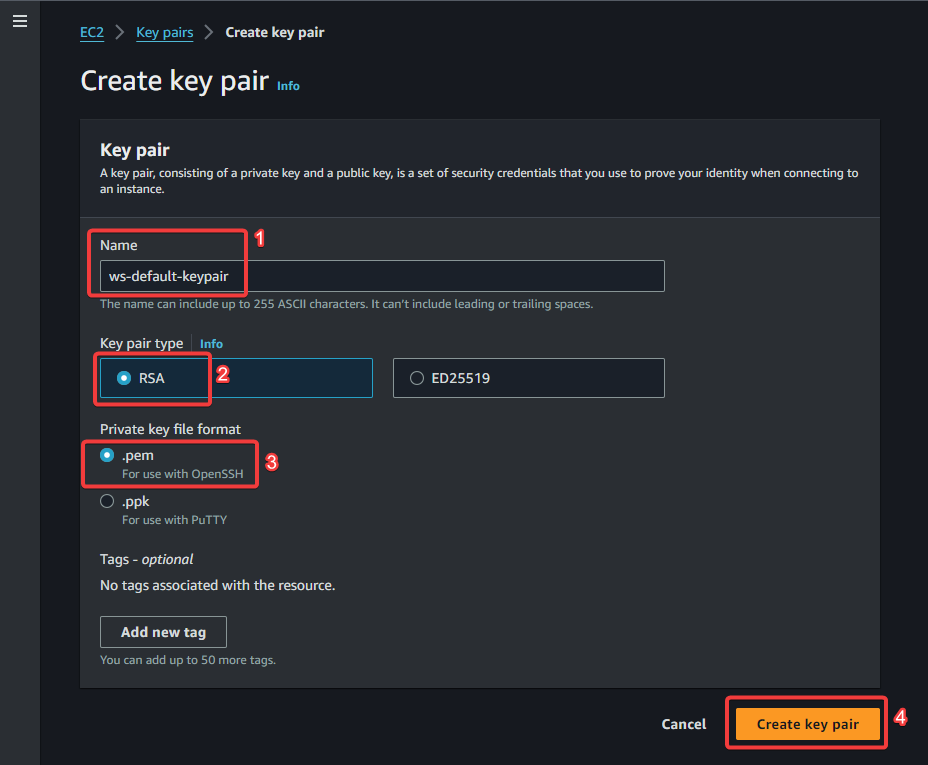 EC2 > Key pairs > Create key pair
Create key pair Info
Key pair
A key pair, consisting of a private key and a public key, is a set of security credentials that you use to prove your identity when connecting to
an instance.
Name 1
ws-default-keypair
The name can include up to 255 ASCII characters. It can't include leading or trailing spaces.
Key pair type Info
RSA 2 ED25519
Private key file format
.pem
For use with OpenSSH 3
.ppk
For use with PuTTY
Tags - optional
No tags associated with the resource.
Add new tag
You can add up to 50 more tags.
Cancel Create key pair 4